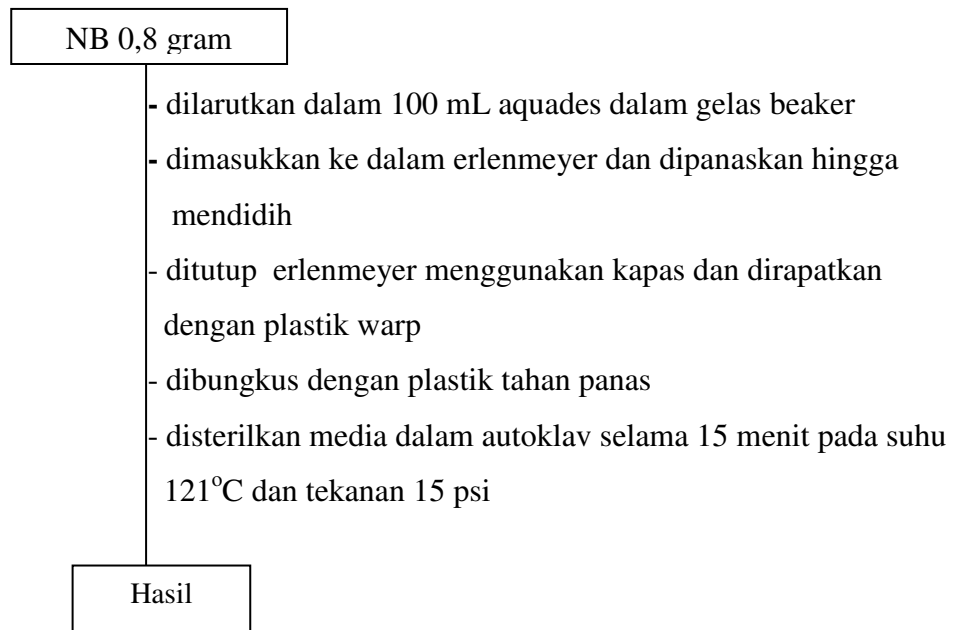 NB 0,8 gram
- dilarutkan dalam 100 mL aquades dalam gelas beaker
- dimasukkan ke dalam erlenmeyer dan dipanaskan hingga
mendidih
- ditutup erlenmeyer menggunakan kapas dan dirapatkan
dengan plastik warp
- dibungkus dengan plastik tahan panas
- disterilkan media dalam autoklav selama 15 menit pada suhu
121°C dan tekanan 15 psi
Hasil